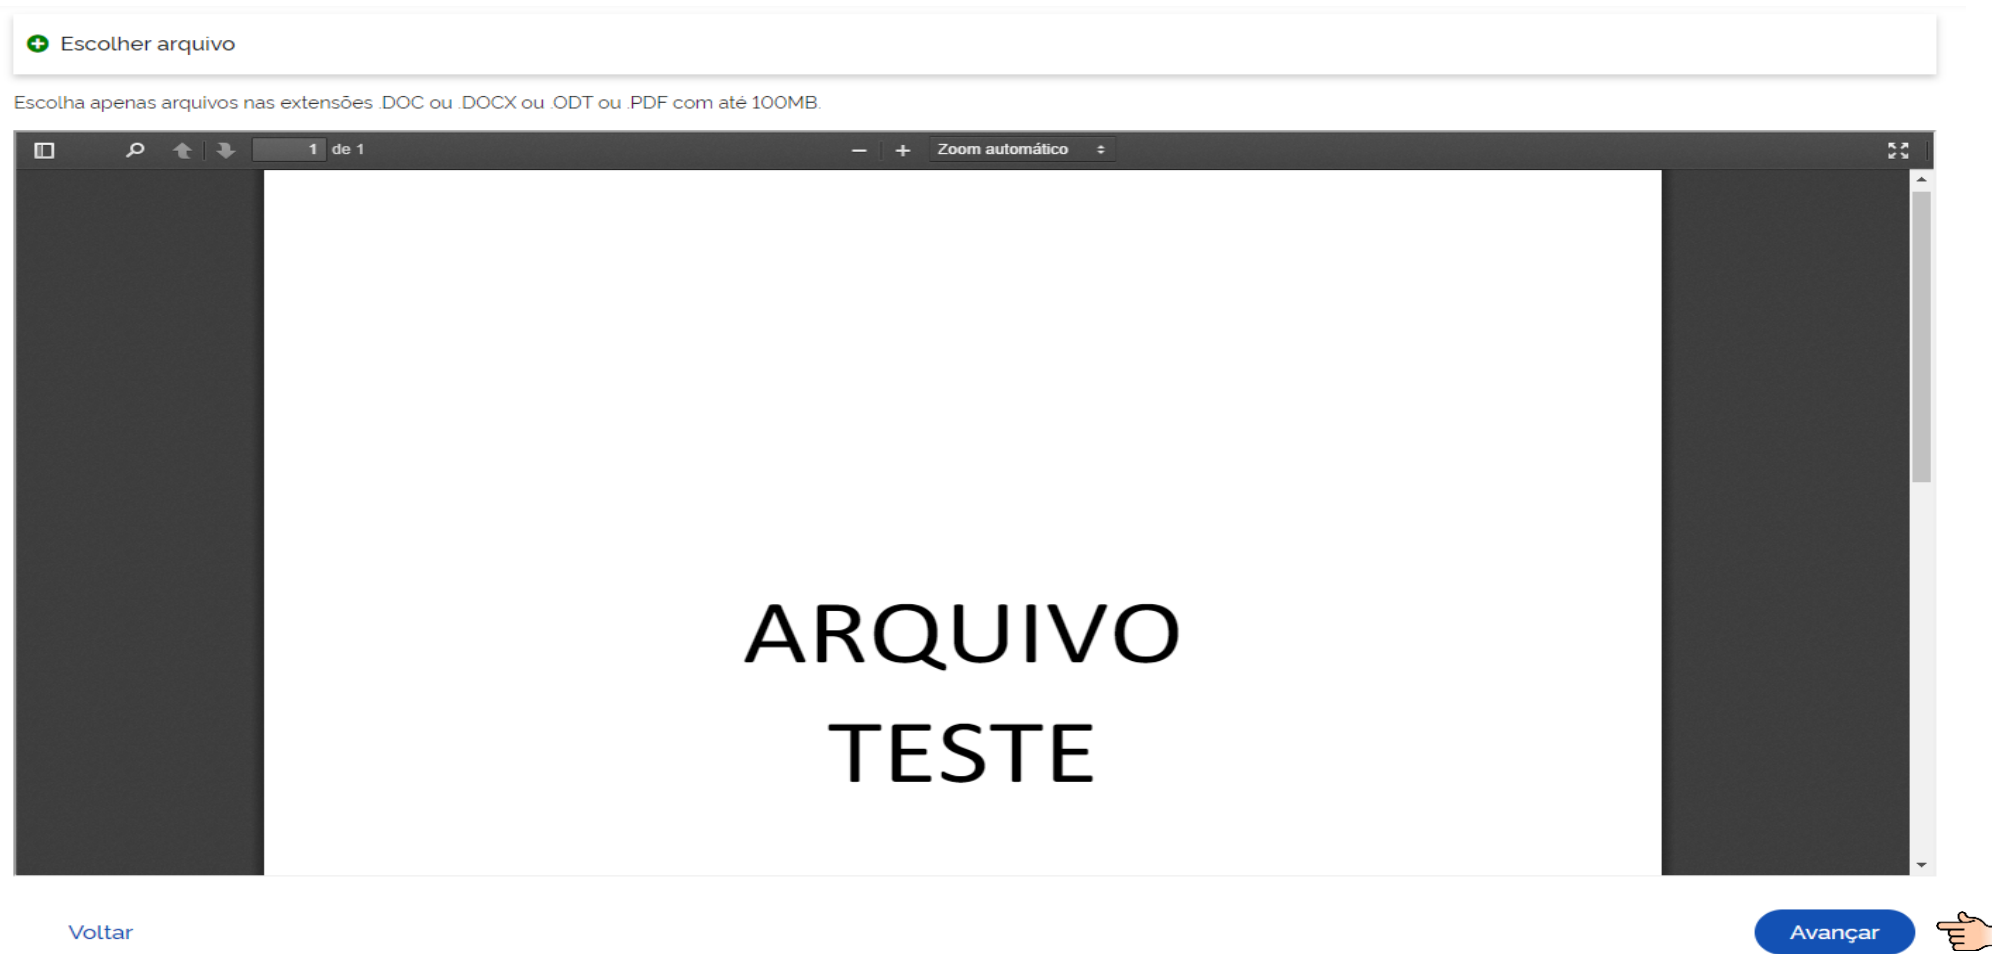 Escolher arquivo
Escolha apenas arquivos nas extensões .DOC ou .DOCX ou .ODT ou .PDF com até 100MB.
1 de 1 Zoom automático
ARQUIVO
TESTE
Voltar Avançar